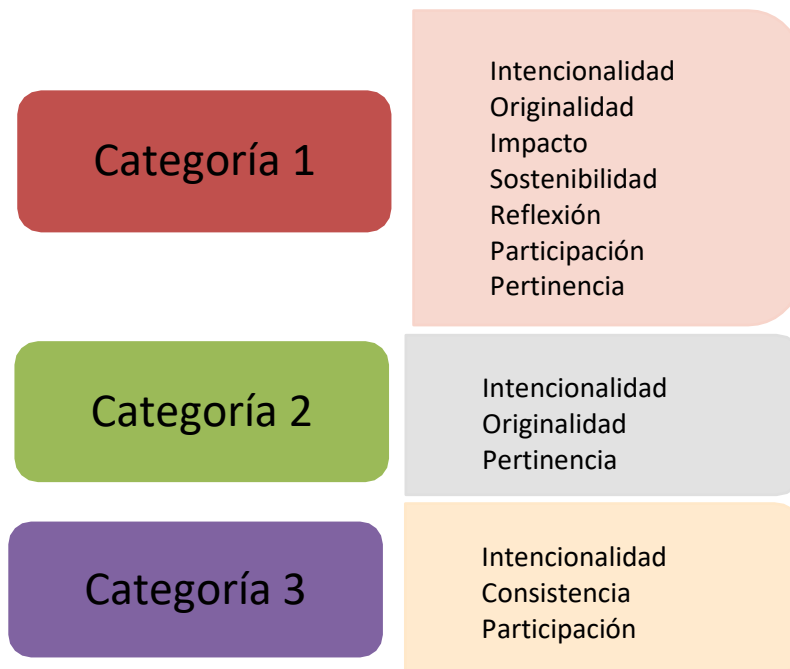 Categoría 1
Intencionalidad
Originalidad
Impacto
Sostenibilidad
Reflexión
Participación
Pertinencia
Categoría 2
Intencionalidad
Originalidad
Pertinencia
Categoría 3
Intencionalidad
Consistencia
Participación